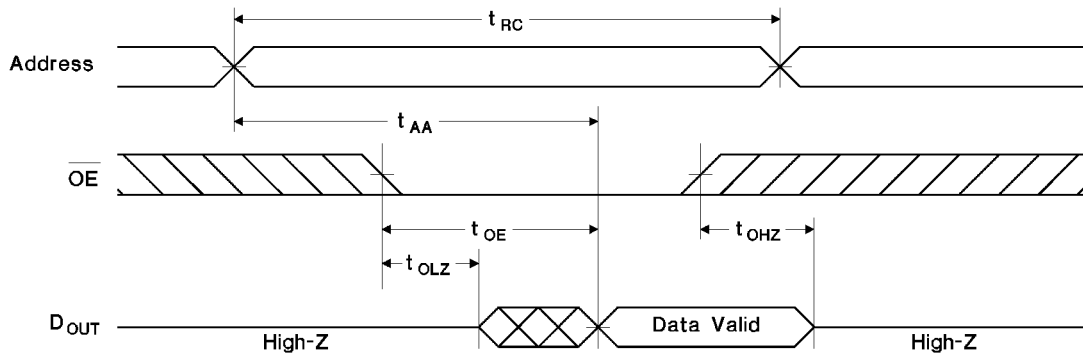 t RC
Address
t AA
OE
t OE
t OHZ
t OLZ
D OUT
High-Z
Data Valid
High-Z